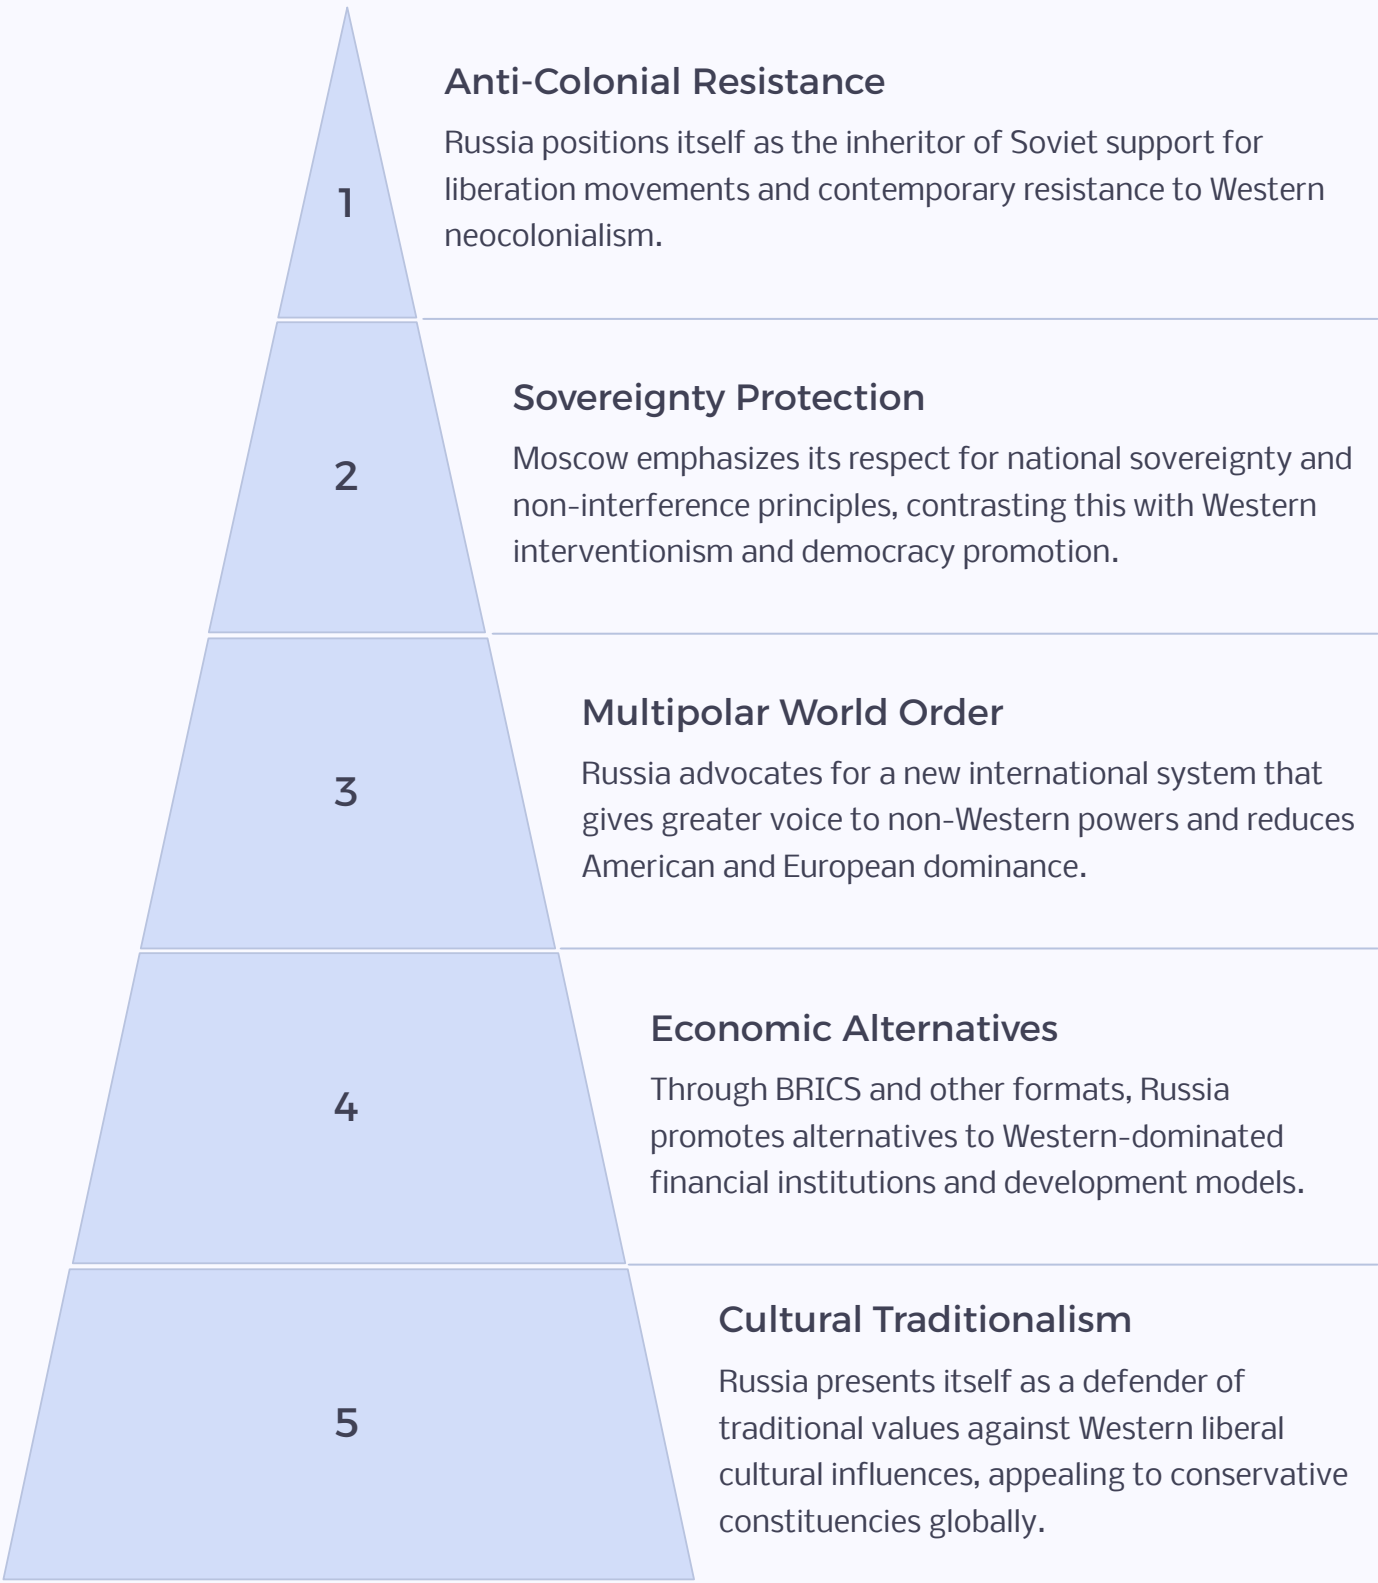 1
Anti-Colonial Resistance
Russia positions itself as the inheritor of Soviet support for
liberation movements and contemporary resistance to Western
neocolonialism.
2
Sovereignty Protection
Moscow emphasizes its respect for national sovereignty and
non-interference principles, contrasting this with Western
interventionism and democracy promotion.
3
Multipolar World Order
Russia advocates for a new international system that
gives greater voice to non-Western powers and reduces
American and European dominance.
4
Economic Alternatives
Through BRICS and other formats, Russia
promotes alternatives to Western-dominated
financial institutions and development models.
5
Cultural Traditionalism
Russia presents itself as a defender of
traditional values against Western liberal
cultural influences, appealing to conservative
constituencies globally.